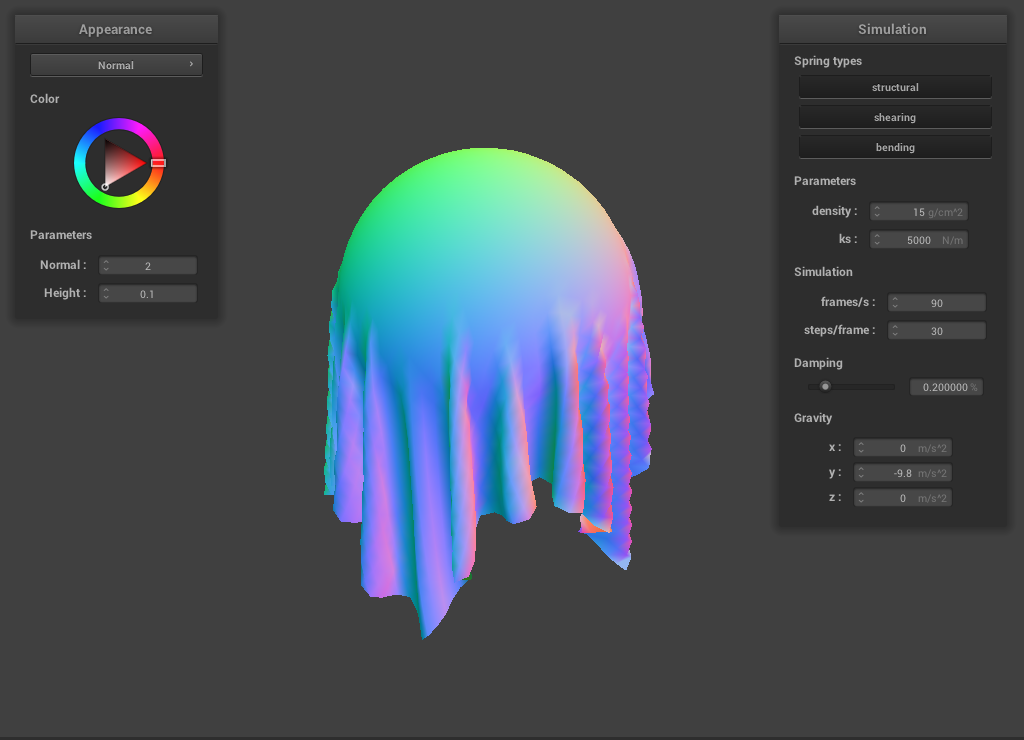 Appearance
Normal ›
Color
Parameters
Normal : 2
Height : 0.1
Simulation
Spring types
structural
shearing
bending
Parameters
density : 15 g/cm^2
ks : 5000 N/m
Simulation
frames/s : 90
steps/frame : 30
Damping
0.200000 %
Gravity
x : 0 m/s^2
y : -9.8 m/s^2
z : 0 m/s^2